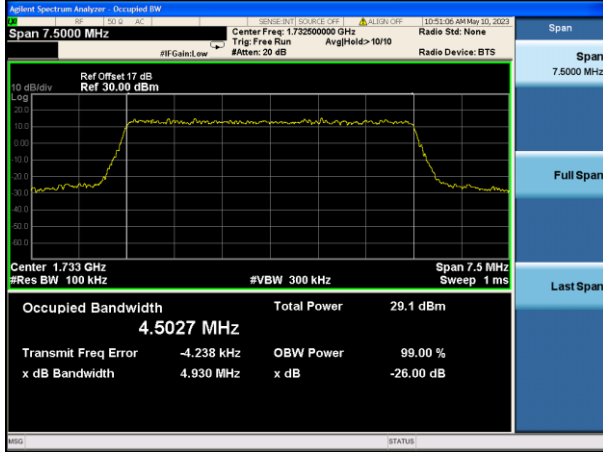 Agilent Spectrum Analyzer - Occupied BW
RF 50 Ω AC SENSE:INT SOURCE OFF ALIGN OFF 10:51:06 AM May 10, 2023
Span 7.5000 MHz Center Freq: 1.732500000 GHz Radio Std: None Span
Trig: Free Run Avg|Hold>10/10
#IFGain:Low #Atten: 20 dB Radio Device: BTS
Span
7.5000 MHz
Ref Offset 17 dB
10 dB/div Ref 30.00 dBm
Log
20.0
10.0
0.00
-10.0
-20.0
-30.0
-40.0
-50.0
-60.0
Full Span
Last Span
Center 1.733 GHz Span 7.5 MHz
#Res BW 100 kHz #VBW 300 kHz Sweep 1 ms
Occupied Bandwidth Total Power 29.1 dBm
4.5027 MHz
Transmit Freq Error -4.238 kHz OBW Power 99.00 %
x dB Bandwidth 4.930 MHz x dB -26.00 dB
MSG STATUS